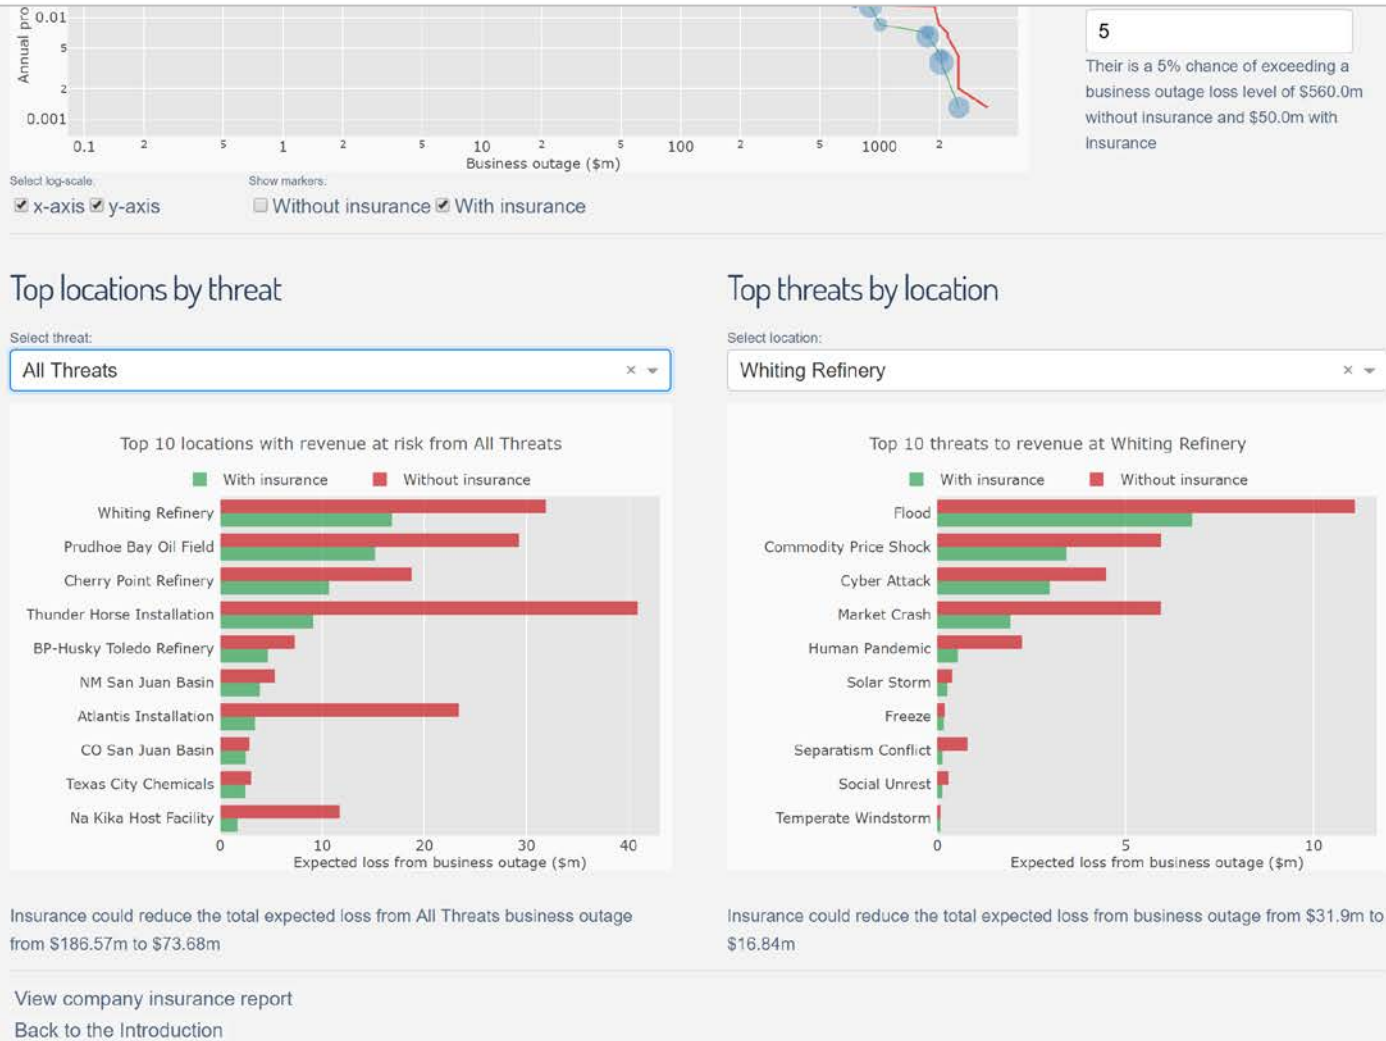 Annual pro
0.01
5
2
0.001
0.1 2 5 1 2 5 10 2 5 100 2 5 1000 2
Business outage ($m)
5
Their is a 5% chance of exceeding a
business outage loss level of $560.0m
without insurance and $50.0m with
Insurance
Select log-scale:
x-axis y-axis
Show markers:
Without insurance With insurance
Top locations by threat
Select threat:
All Threats ×
Top 10 locations with revenue at risk from All Threats
With insurance Without insurance
Whiting Refinery
Prudhoe Bay Oil Field
Cherry Point Refinery
Thunder Horse Installation
BP-Husky Toledo Refinery
NM San Juan Basin
Atlantis Installation
CO San Juan Basin
Texas City Chemicals
Na Kika Host Facility
0 10 20 30 40
Expected loss from business outage ($m)
Insurance could reduce the total expected loss from All Threats business outage
from $186.57m to $73.68m
Top threats by location
Select location:
Whiting Refinery ×
Top 10 threats to revenue at Whiting Refinery
With insurance Without insurance
Flood
Commodity Price Shock
Cyber Attack
Market Crash
Human Pandemic
Solar Storm
Freeze
Separatism Conflict
Social Unrest
Temperate Windstorm
0 5 10
Expected loss from business outage ($m)
Insurance could reduce the total expected loss from business outage from $31.9m to
$16.84m
View company insurance report
Back to the Introduction